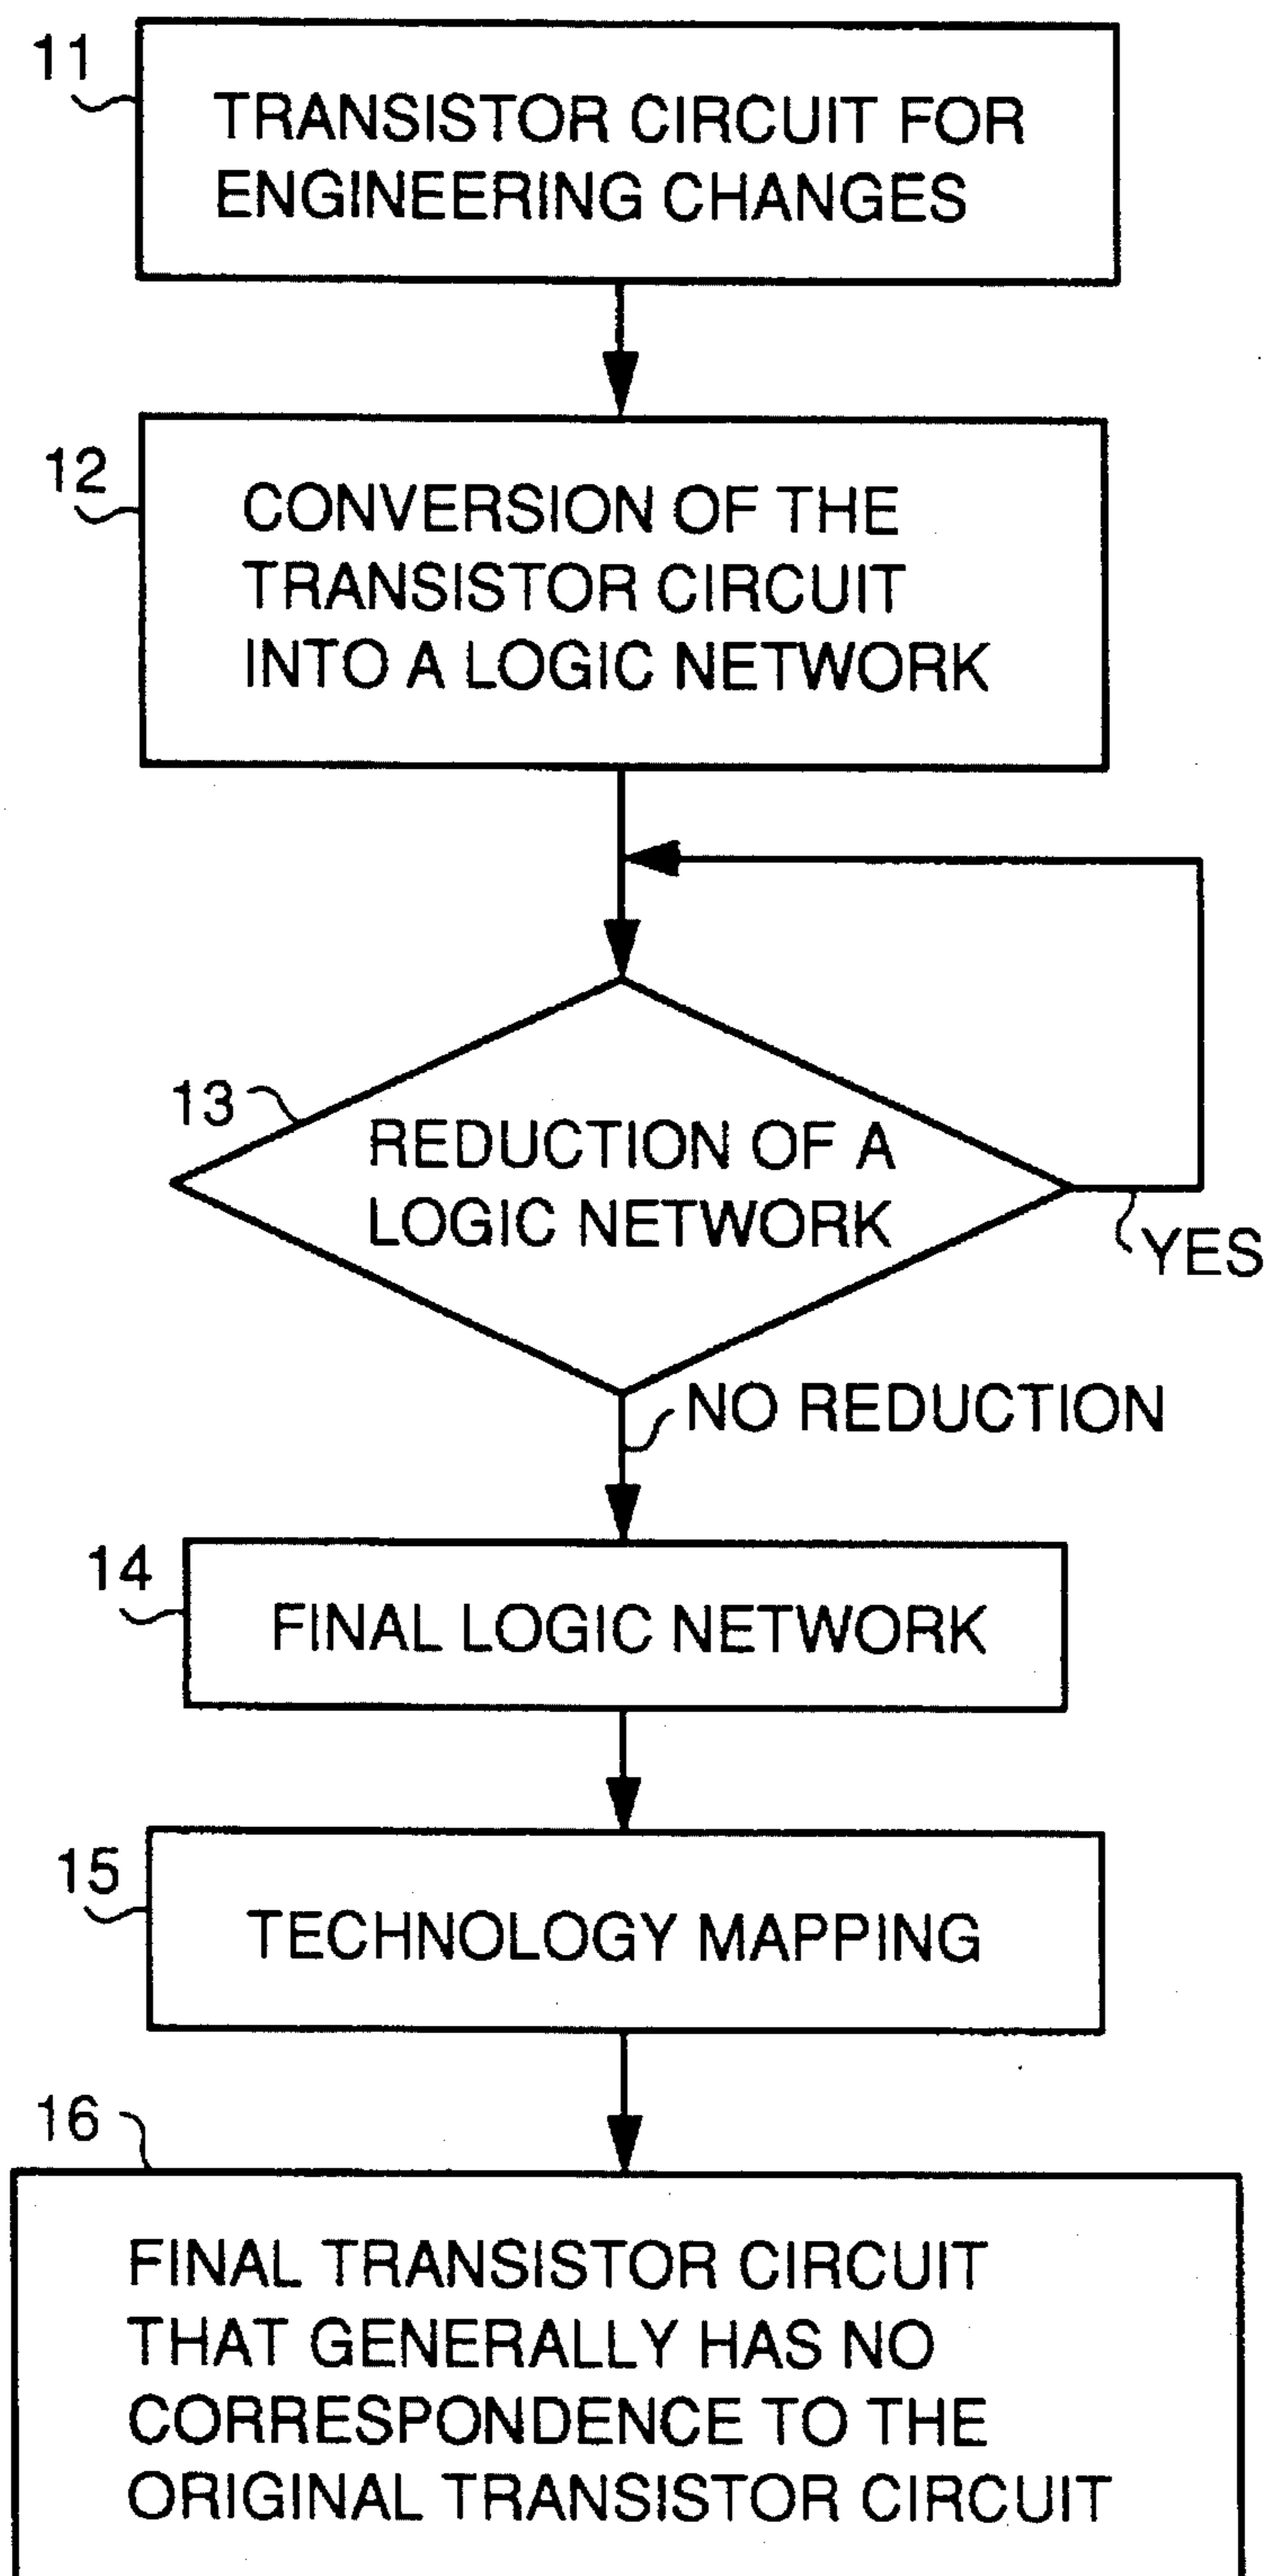 11
TRANSISTOR CIRCUIT FOR
ENGINEERING CHANGES
12
CONVERSION OF THE
TRANSISTOR CIRCUIT
INTO A LOGIC NETWORK
13
REDUCTION OF A
LOGIC NETWORK
YES
NO REDUCTION
14
FINAL LOGIC NETWORK
15
TECHNOLOGY MAPPING
16
FINAL TRANSISTOR CIRCUIT
THAT GENERALLY HAS NO
CORRESPONDENCE TO THE
ORIGINAL TRANSISTOR CIRCUIT